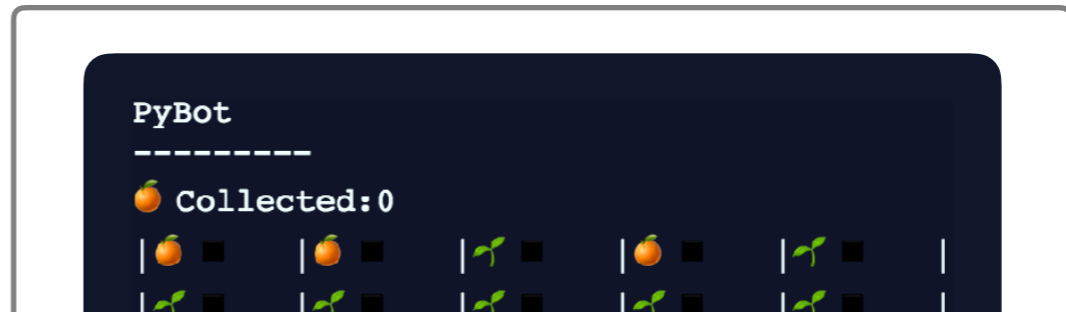 PyBot
---------
🍊 Collected:0
|🍊 ⬛ |🍊 ⬛ |🌱 ⬛ |🍊 ⬛ |🌱 ⬛ |
🌱 ⬛ 🌱 ⬛ 🌱 ⬛ 🌱 ⬛ 🌱 ⬛